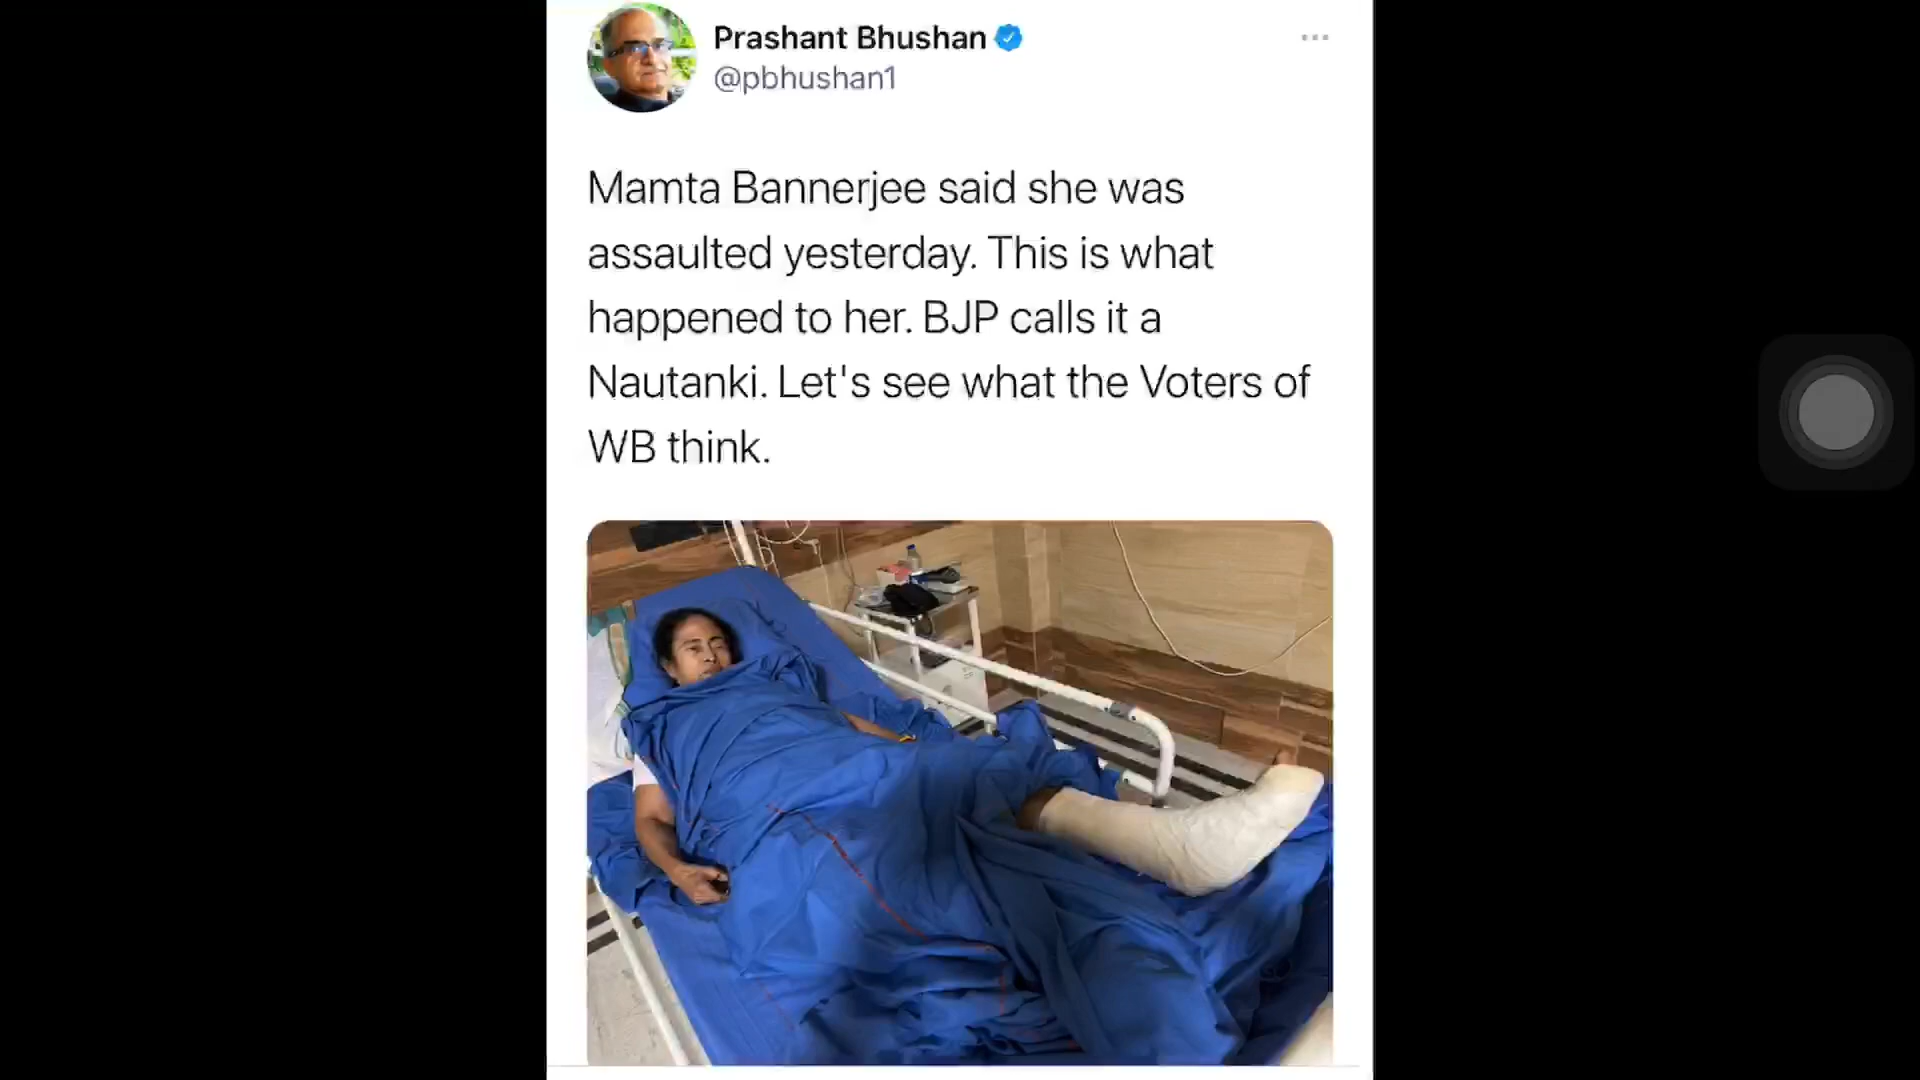 Prashant Bhushan
@pbhushan1
Mamta Bannerjee said she was
assaulted yesterday. This is what
happened to her. BJP calls it a
Nautanki. Let's see what the Voters of
WB think.